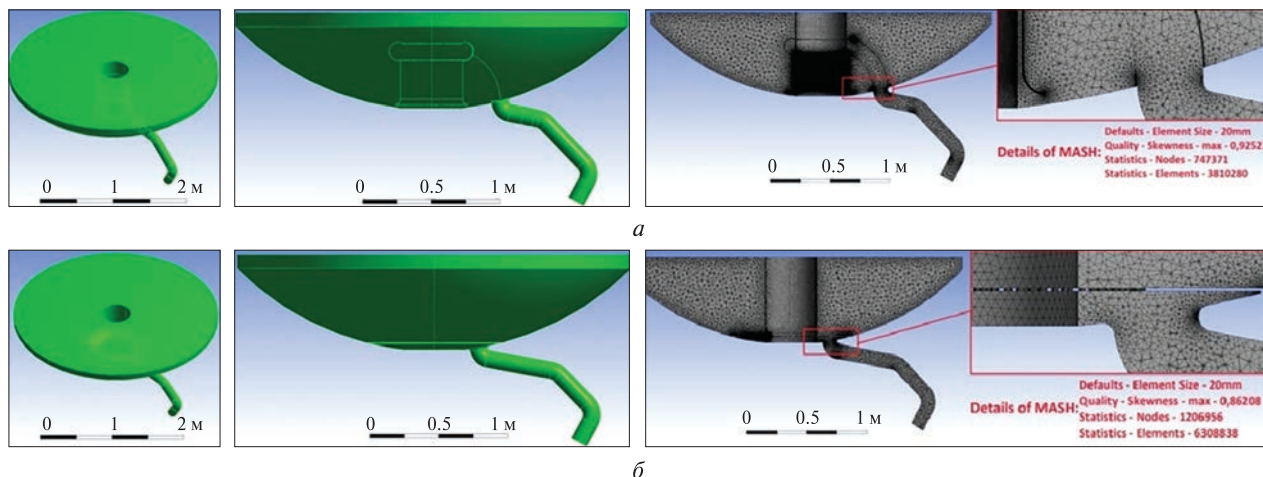 0 1 2 м
0 0.5 1 м
0 0.5 1 м
Details of MASH:
Defaults - Element Size - 20mm
Quality - Skewness - max - 0,9252
Statistics - Nodes - 747371
Statistics - Elements - 3810280
а
0 1 2 м
0 0.5 1 м
0 0.5 1 м
Details of MASH:
Defaults - Element Size - 20mm
Quality - Skewness - max - 0,86208
Statistics - Nodes - 1206956
Statistics - Elements - 6308838
б